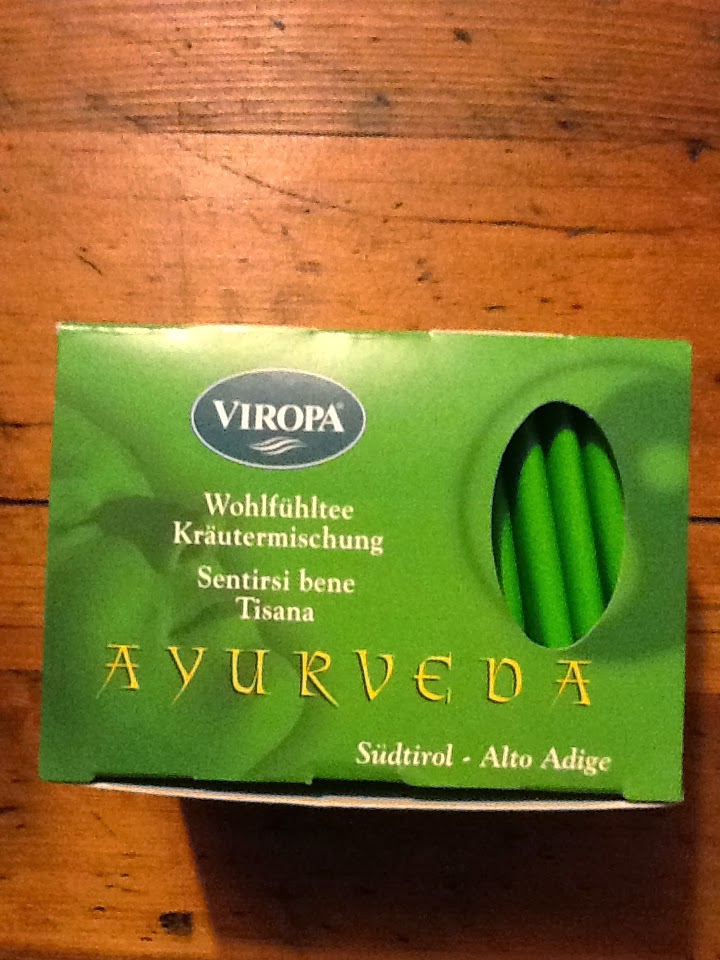 VIROPA®
Wohlfühltee
Kräutermischung
Sentirsi bene
Tisana
AYURVEDA
Südtirol - Alto Adige